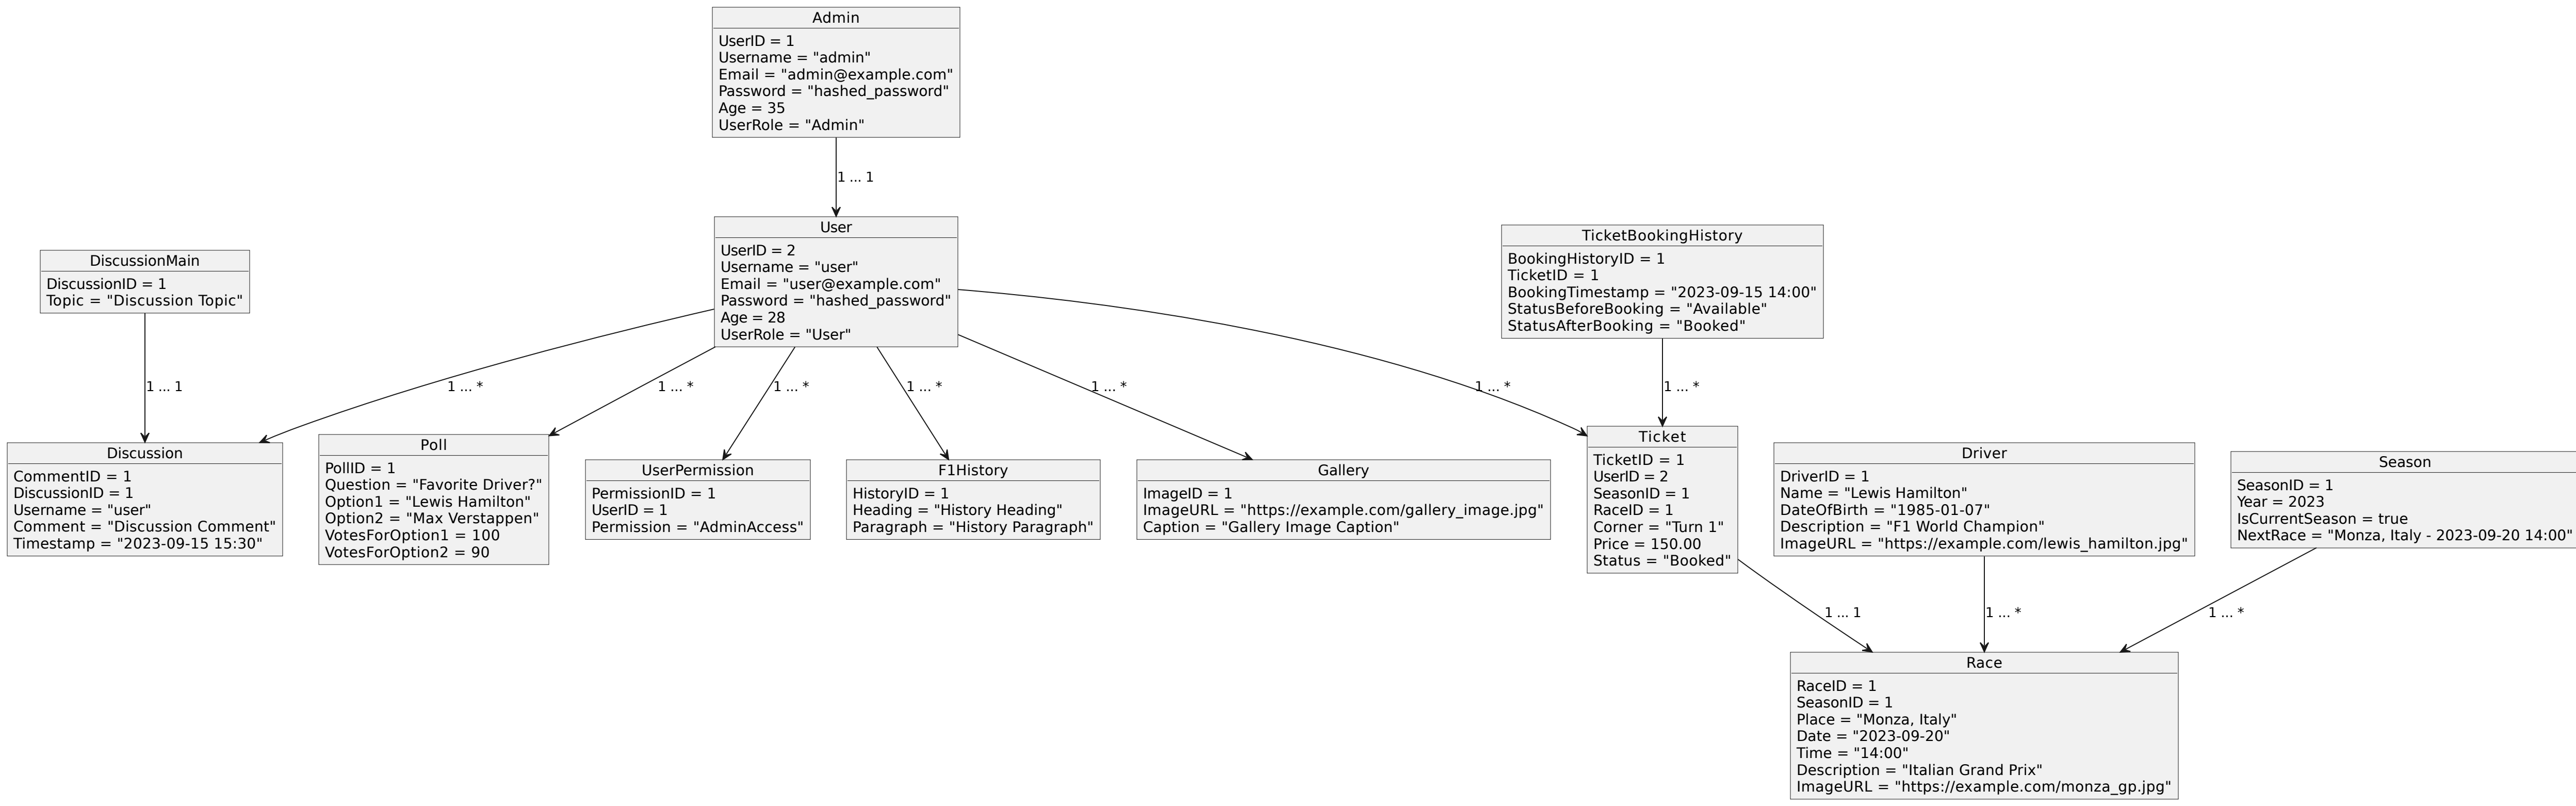 Admin
UserID = 1
Username = "admin"
Email = "admin@example.com"
Password = "hashed_password"
Age = 35
UserRole = "Admin"
1 ... 1
User
UserID = 2
Username = "user"
Email = "user@example.com"
Password = "hashed_password"
Age = 28
UserRole = "User"
TicketBookingHistory
BookingHistoryID = 1
TicketID = 1
BookingTimestamp = "2023-09-15 14:00"
StatusBeforeBooking = "Available"
StatusAfterBooking = "Booked"
DiscussionMain
DiscussionID = 1
Topic = "Discussion Topic"
1 ... 1
1 ... *
1 ... *
1 ... *
1 ... *
1 ... *
1 ... *
1 ... *
Discussion
CommentID = 1
DiscussionID = 1
Username = "user"
Comment = "Discussion Comment"
Timestamp = "2023-09-15 15:30"
Poll
PollID = 1
Question = "Favorite Driver?"
Option1 = "Lewis Hamilton"
Option2 = "Max Verstappen"
VotesForOption1 = 100
VotesForOption2 = 90
UserPermission
PermissionID = 1
UserID = 1
Permission = "AdminAccess"
F1History
HistoryID = 1
Heading = "History Heading"
Paragraph = "History Paragraph"
Gallery
ImageID = 1
ImageURL = "https://example.com/gallery_image.jpg"
Caption = "Gallery Image Caption"
Ticket
TicketID = 1
UserID = 2
SeasonID = 1
RaceID = 1
Corner = "Turn 1"
Price = 150.00
Status = "Booked"
Driver
DriverID = 1
Name = "Lewis Hamilton"
DateOfBirth = "1985-01-07"
Description = "F1 World Champion"
ImageURL = "https://example.com/lewis_hamilton.jpg"
Season
SeasonID = 1
Year = 2023
IsCurrentSeason = true
NextRace = "Monza, Italy - 2023-09-20 14:00"
1 ... 1
1 ... *
1 ... *
Race
RaceID = 1
SeasonID = 1
Place = "Monza, Italy"
Date = "2023-09-20"
Time = "14:00"
Description = "Italian Grand Prix"
ImageURL = "https://example.com/monza_gp.jpg"